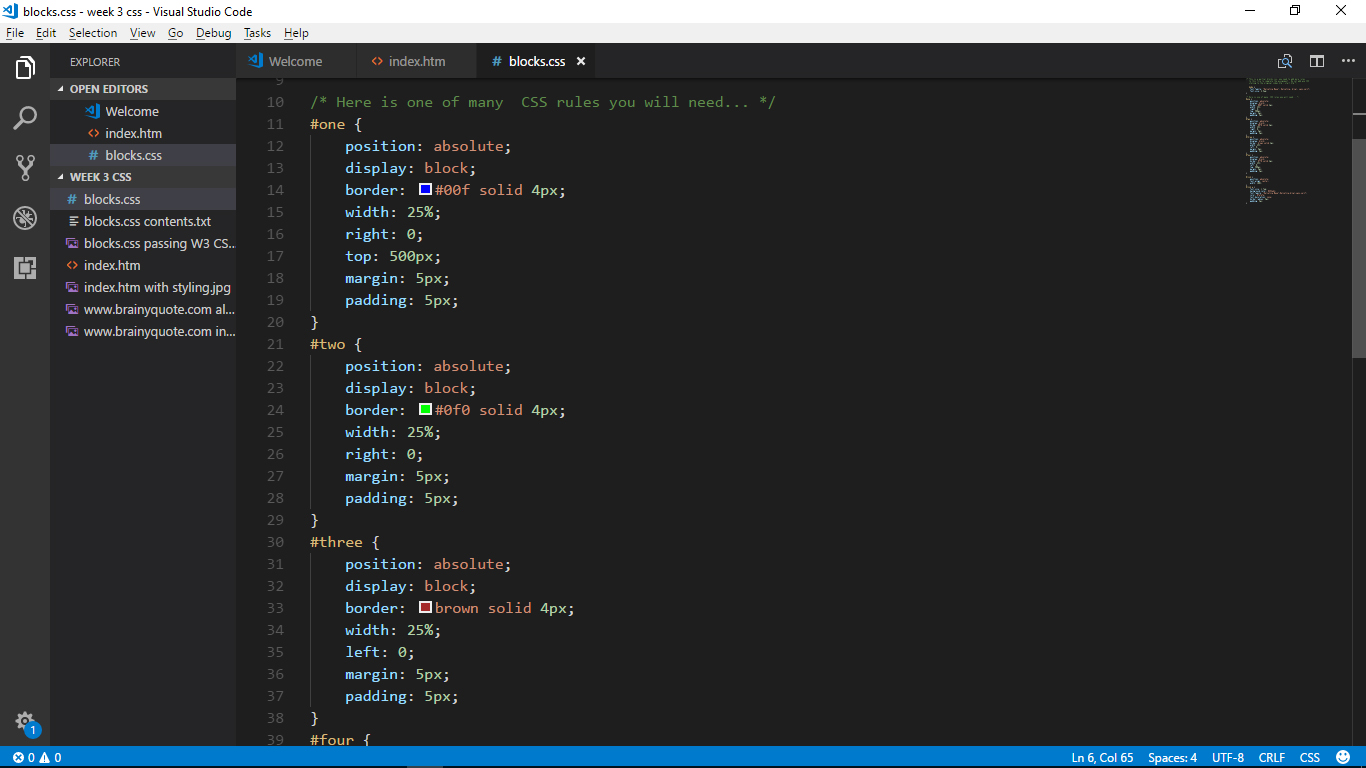 blocks.css - week 3 css - Visual Studio Code
File Edit Selection View Go Debug Tasks Help
EXPLORER
OPEN EDITORS
Welcome
index.htm
blocks.css
WEEK 3 CSS
blocks.css
blocks.css contents.txt
blocks.css passing W3 CS...
index.htm
index.htm with styling.jpg
www.brainyquote.com al...
www.brainyquote.com in...
1
Welcome index.htm blocks.css
9
10 /* Here is one of many  CSS rules you will need... */
11 #one {
12     position: absolute;
13     display: block;
14     border: #00f solid 4px;
15     width: 25%;
16     right: 0;
17     top: 500px;
18     margin: 5px;
19     padding: 5px;
20 }
21 #two {
22     position: absolute;
23     display: block;
24     border: #0f0 solid 4px;
25     width: 25%;
26     right: 0;
27     margin: 5px;
28     padding: 5px;
29 }
30 #three {
31     position: absolute;
32     display: block;
33     border: brown solid 4px;
34     width: 25%;
35     left: 0;
36     margin: 5px;
37     padding: 5px;
38 }
39 #four {
0 0 Ln 6, Col 65 Spaces: 4 UTF-8 CRLF CSS